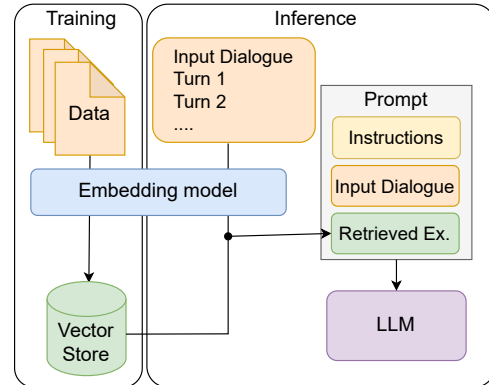 Training
Inference
Data
Input Dialogue
Turn 1
Turn 2
....
Prompt
Instructions
Input Dialogue
Retrieved Ex.
Embedding model
Vector
Store
LLM